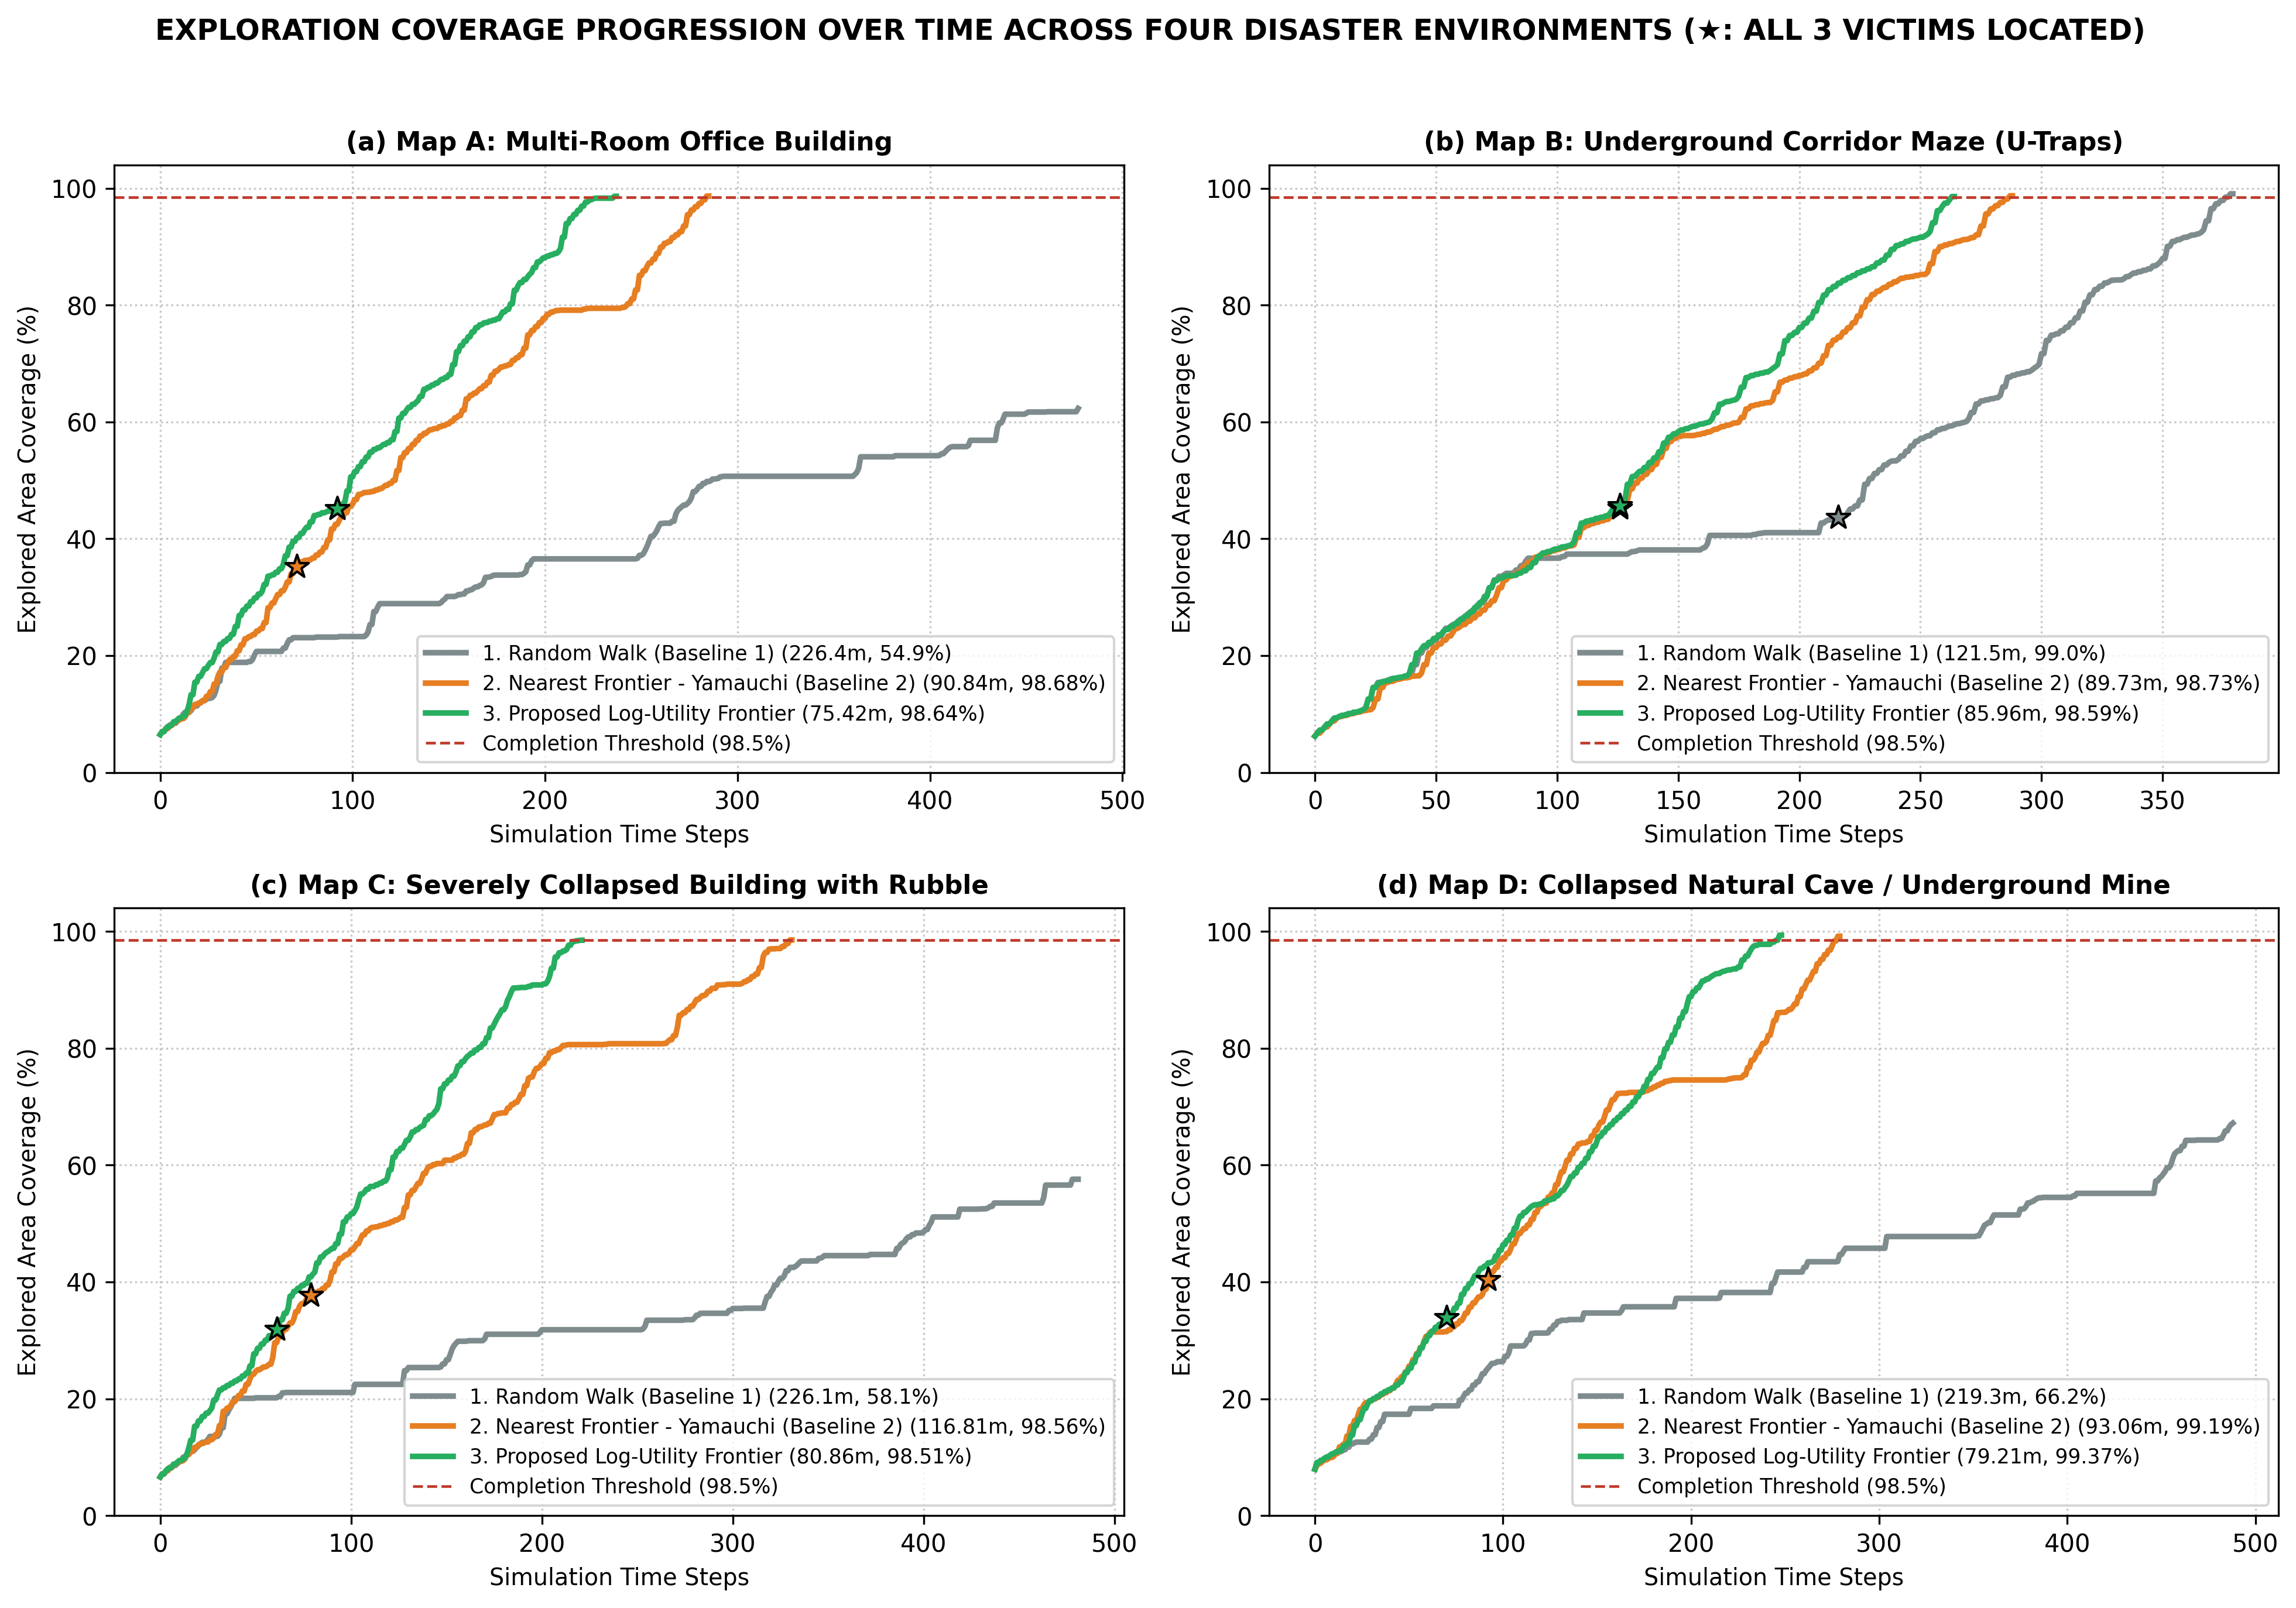 EXPLORATION COVERAGE PROGRESSION OVER TIME ACROSS FOUR DISASTER ENVIRONMENTS (★: ALL 3 VICTIMS LOCATED)
(a) Map A: Multi-Room Office Building
Explored Area Coverage (%)
100
80
60
40
20
0
1. Random Walk (Baseline 1) (226.4m, 54.9%)
2. Nearest Frontier - Yamauchi (Baseline 2) (90.84m, 98.68%)
3. Proposed Log-Utility Frontier (75.42m, 98.64%)
Completion Threshold (98.5%)
0 100 200 300 400 500
Simulation Time Steps
(b) Map B: Underground Corridor Maze (U-Traps)
Explored Area Coverage (%)
100
80
60
40
20
0
1. Random Walk (Baseline 1) (121.5m, 99.0%)
2. Nearest Frontier - Yamauchi (Baseline 2) (89.73m, 98.73%)
3. Proposed Log-Utility Frontier (85.96m, 98.59%)
Completion Threshold (98.5%)
0 50 100 150 200 250 300 350
Simulation Time Steps
(c) Map C: Severely Collapsed Building with Rubble
Explored Area Coverage (%)
100
80
60
40
20
0
1. Random Walk (Baseline 1) (226.1m, 58.1%)
2. Nearest Frontier - Yamauchi (Baseline 2) (116.81m, 98.56%)
3. Proposed Log-Utility Frontier (80.86m, 98.51%)
Completion Threshold (98.5%)
0 100 200 300 400 500
Simulation Time Steps
(d) Map D: Collapsed Natural Cave / Underground Mine
Explored Area Coverage (%)
100
80
60
40
20
0
1. Random Walk (Baseline 1) (219.3m, 66.2%)
2. Nearest Frontier - Yamauchi (Baseline 2) (93.06m, 99.19%)
3. Proposed Log-Utility Frontier (79.21m, 99.37%)
Completion Threshold (98.5%)
0 100 200 300 400 500
Simulation Time Steps